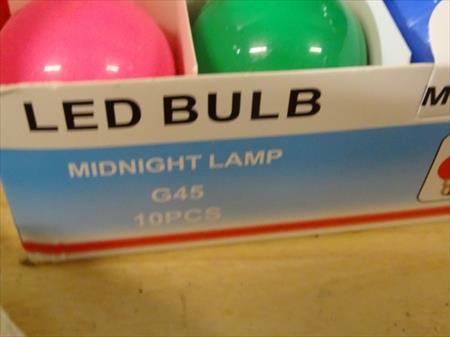 LED BULB
M
MIDNIGHT LAMP
G45
10PCS